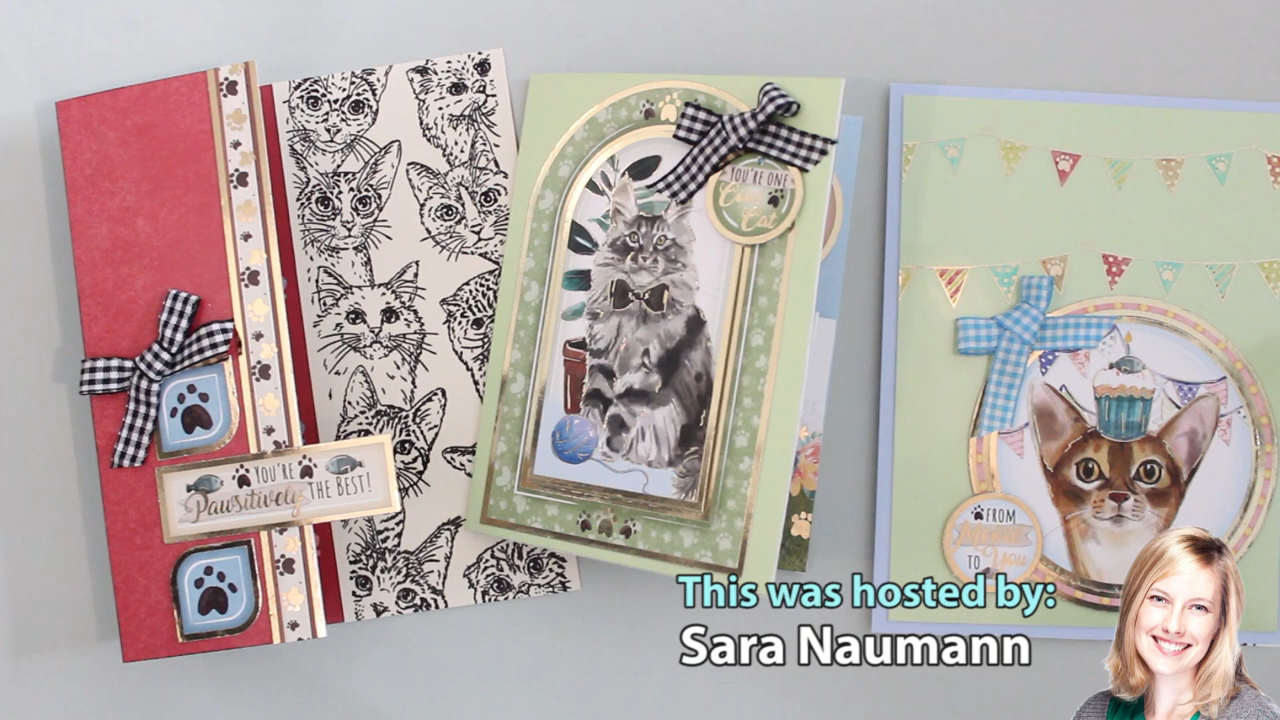 YOU'RE
Pawsitively THE BEST!
YOU'RE ONE
Cool
Cat
FROM
TO You
This was hosted by:
Sara Naumann